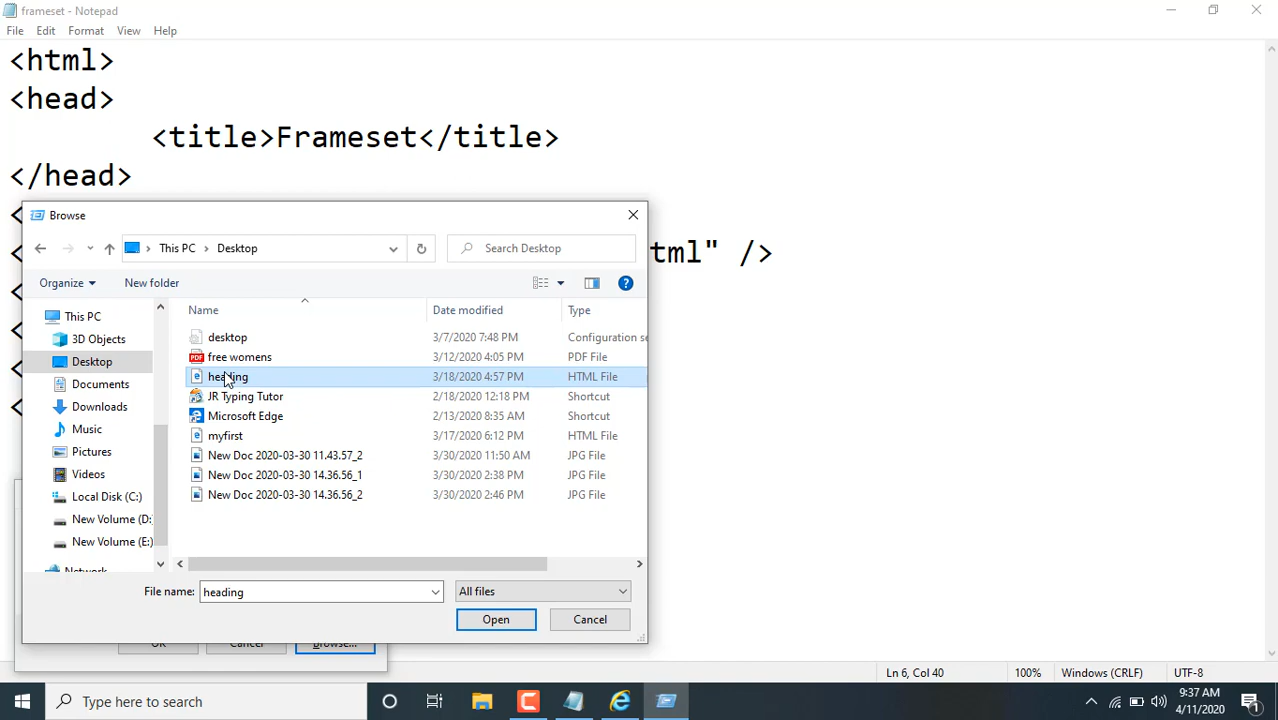 frameset - Notepad
File Edit Format View Help
<html>
<head>
<title>Frameset</title>
</head>
<
< tml" />
<
<
<
<
Browse
This PC Desktop Search Desktop
Organize New folder
Name Date modified Type
This PC
3D Objects
Desktop
Documents
Downloads
Music
Pictures
Videos
Local Disk (C:)
New Volume (D:
New Volume (E:)
Network
desktop 3/7/2020 7:48 PM Configuration se
free womens 3/12/2020 4:05 PM PDF File
heading 3/18/2020 4:57 PM HTML File
JR Typing Tutor 2/18/2020 12:18 PM Shortcut
Microsoft Edge 2/13/2020 8:35 AM Shortcut
myfirst 3/17/2020 6:12 PM HTML File
New Doc 2020-03-30 11.43.57_2 3/30/2020 11:50 AM JPG File
New Doc 2020-03-30 14.36.56_1 3/30/2020 2:38 PM JPG File
New Doc 2020-03-30 14.36.56_2 3/30/2020 2:46 PM JPG File
File name: heading All files
Open Cancel
OK Cancel Browse...
Ln 6, Col 40 100% Windows (CRLF) UTF-8
Type here to search
9:37 AM
4/11/2020
1